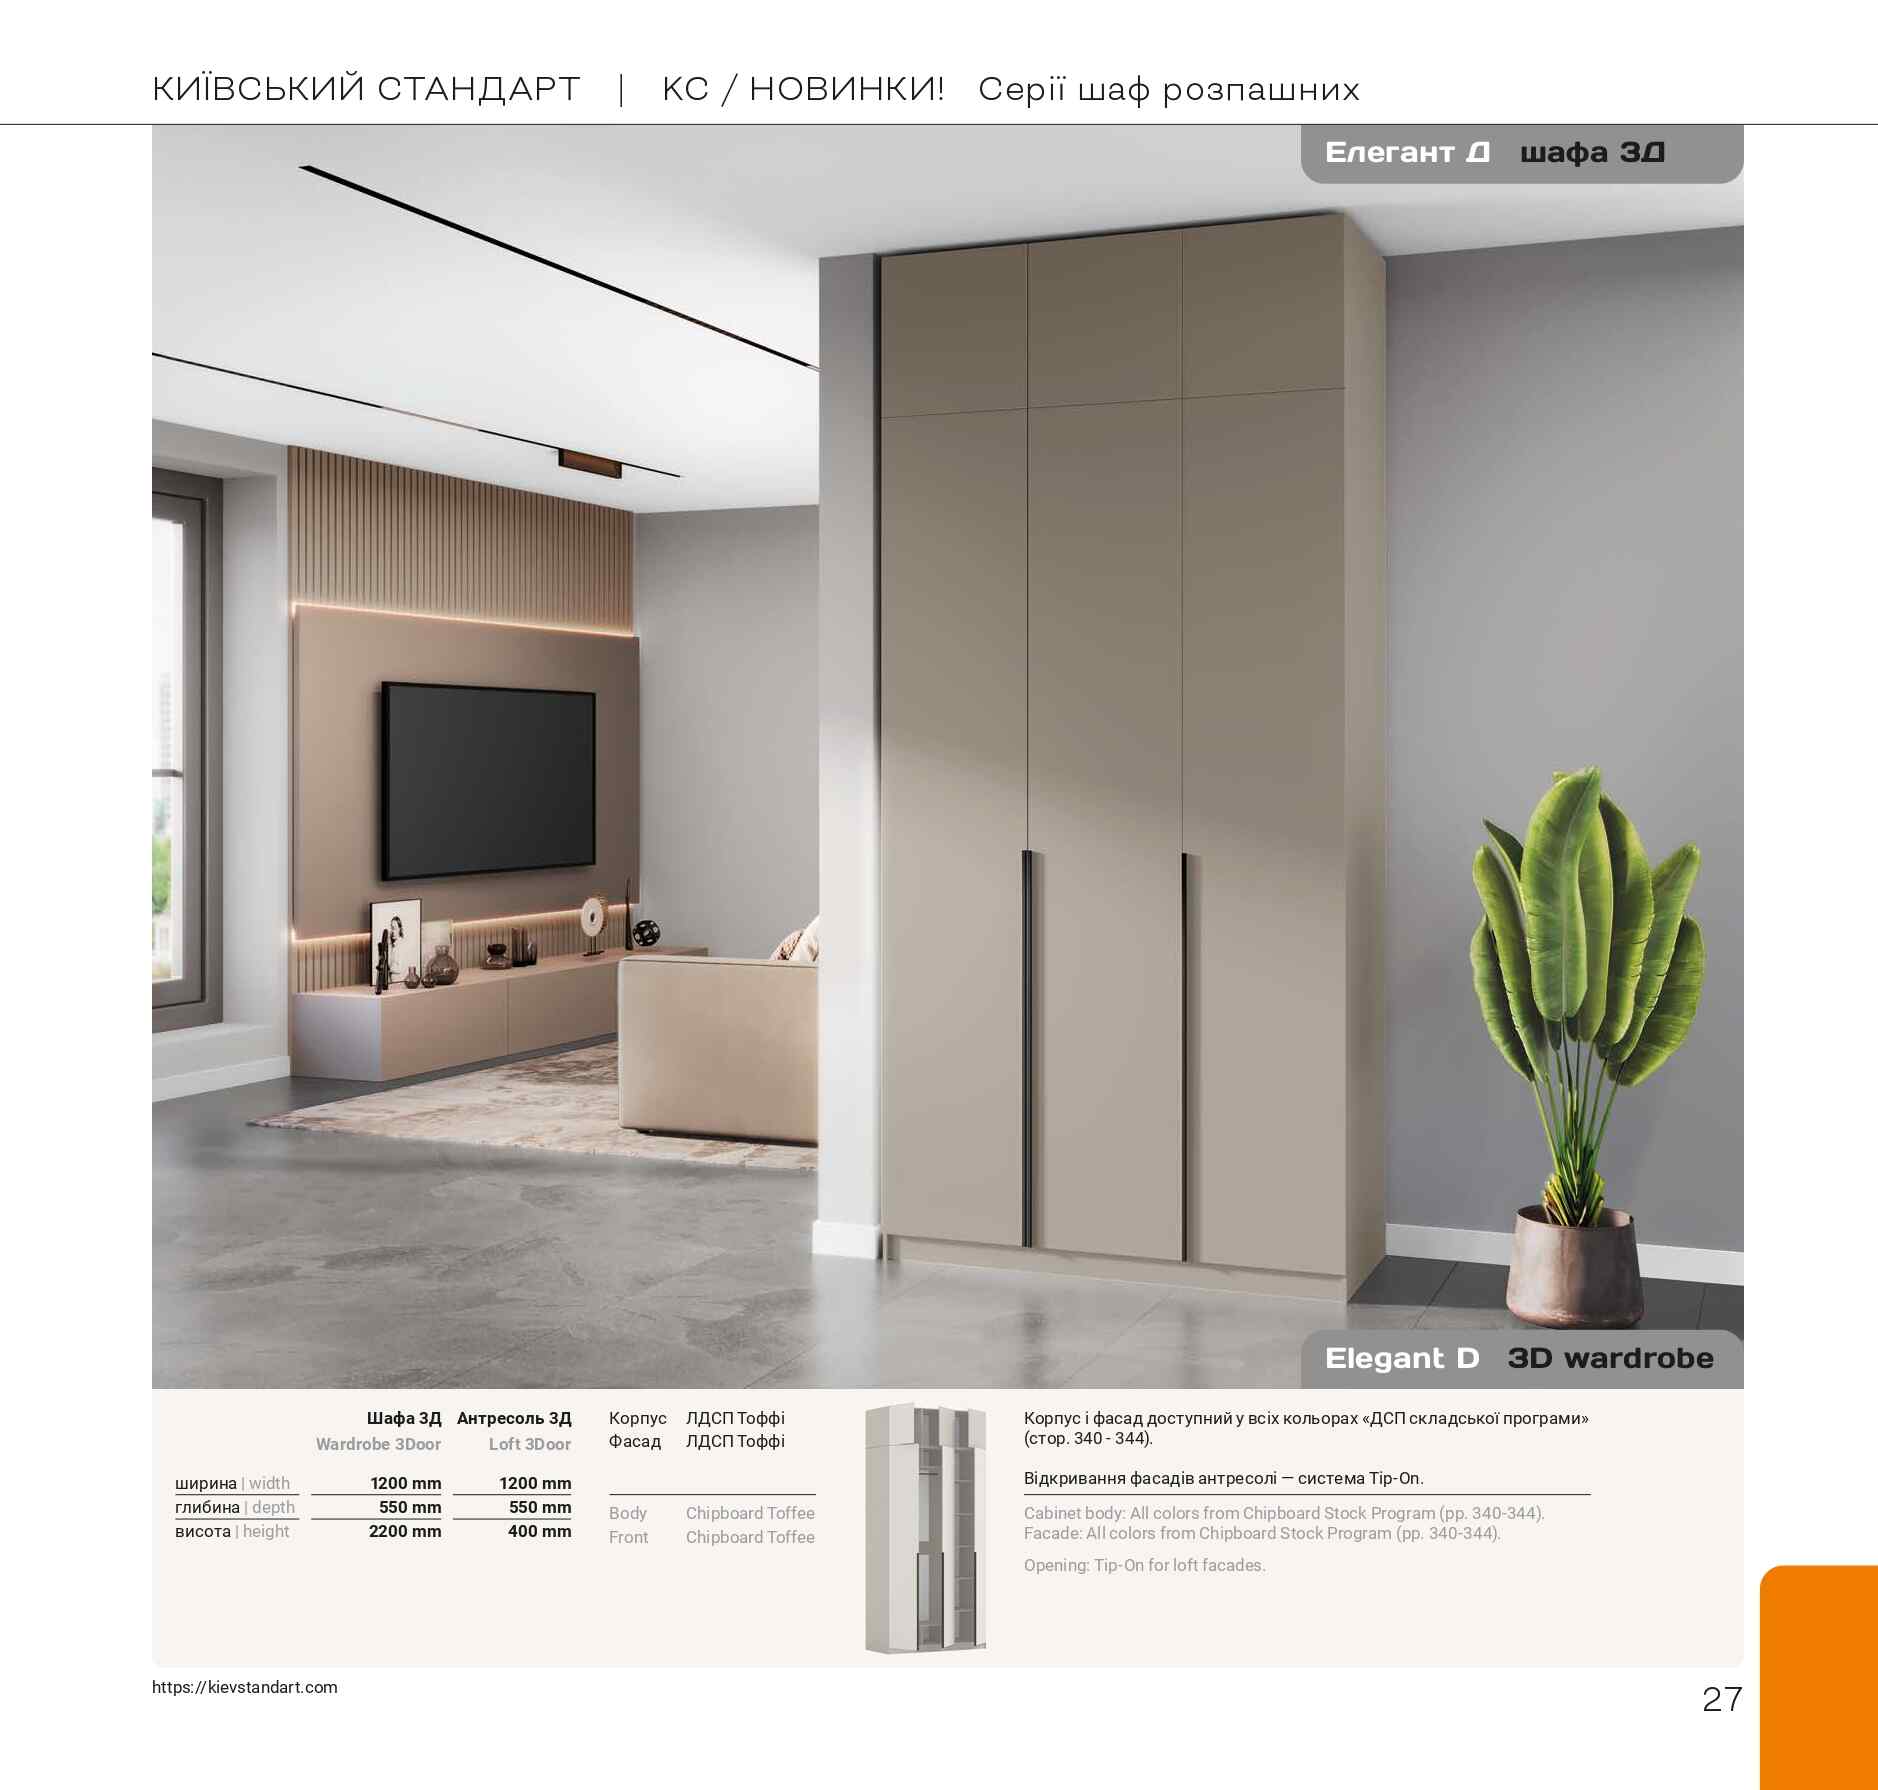 КИЇВСЬКИЙ СТАНДАРТ | КС / НОВИНКИ! Серії шаф розпашних
Елегант Д шафа 3Д
Elegant D 3D wardrobe
Шафа 3Д Антресоль 3Д
Wardrobe 3Door Loft 3Door
ширина | width 1200 mm 1200 mm
глибина | depth 550 mm 550 mm
висота | height 2200 mm 400 mm
Корпус ЛДСП Тоффі
Фасад ЛДСП Тоффі
Body Chipboard Toffee
Front Chipboard Toffee
Корпус і фасад доступний у всіх кольорах «ДСП складської програми»
(стор. 340 - 344).
Відкривання фасадів антресолі — система Tip-On.
Cabinet body: All colors from Chipboard Stock Program (pp. 340-344).
Facade: All colors from Chipboard Stock Program (pp. 340-344).
Opening: Tip-On for loft facades.
https://kievstandart.com
27